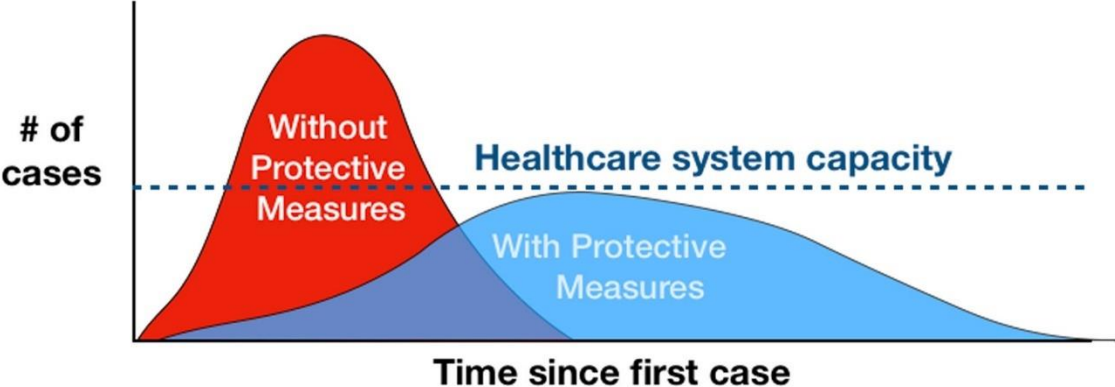 # of
cases
Without
Protective
Measures
Healthcare system capacity
With Protective
Measures
Time since first case